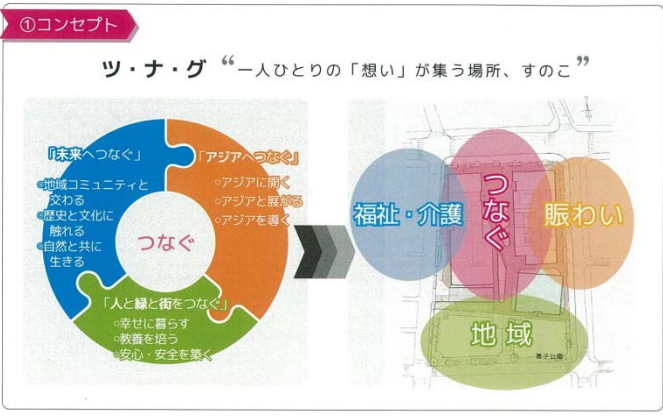 ①コンセプト
ツ・ナ・グ “一人ひとりの「想い」が集う場所、すのこ”
「未来へつなぐ」
○地域コミュニティと
交わる
○歴史と文化に
触れる
○自然と共に
生きる
「アジアへつなぐ」
○アジアに開く
○アジアと展がる
○アジアを導く
つなぐ
「人と緑と街をつなぐ」
○幸せに暮らす
○教養を培う
○安心・安全を築く
福祉・介護
つなぐ
賑わい
地域
簀子公園